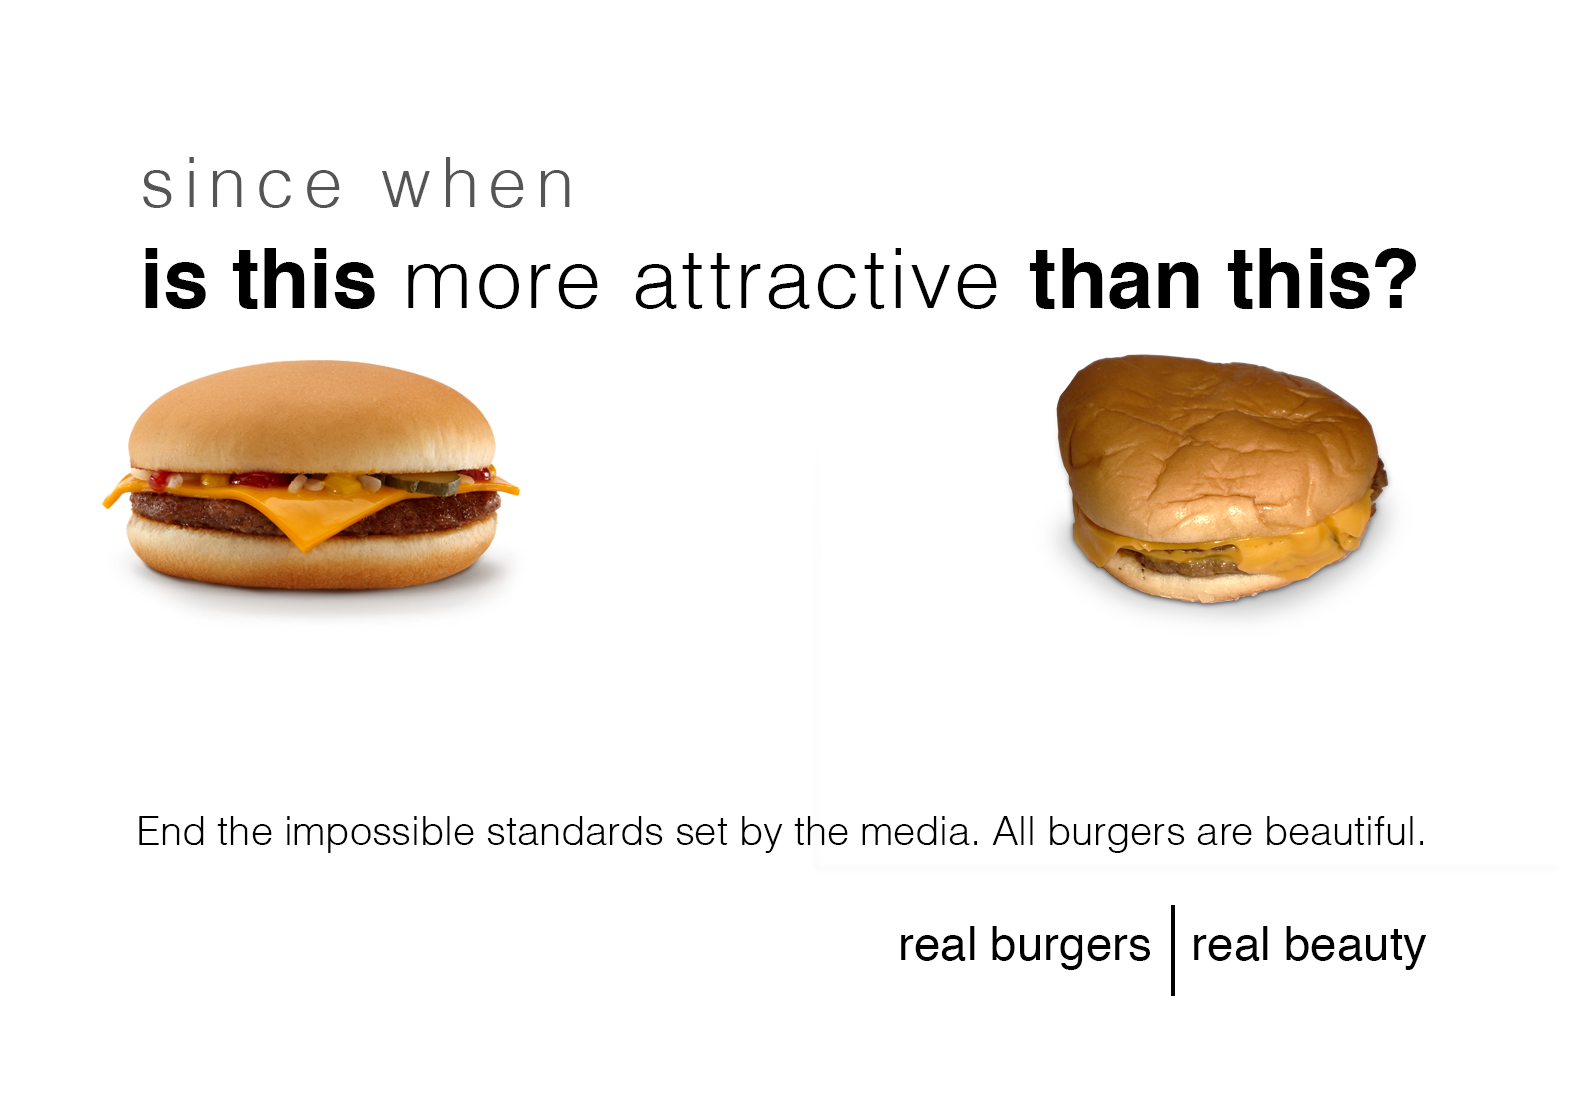 since when
is this more attractive than this?
End the impossible standards set by the media. All burgers are beautiful.
real burgers | real beauty